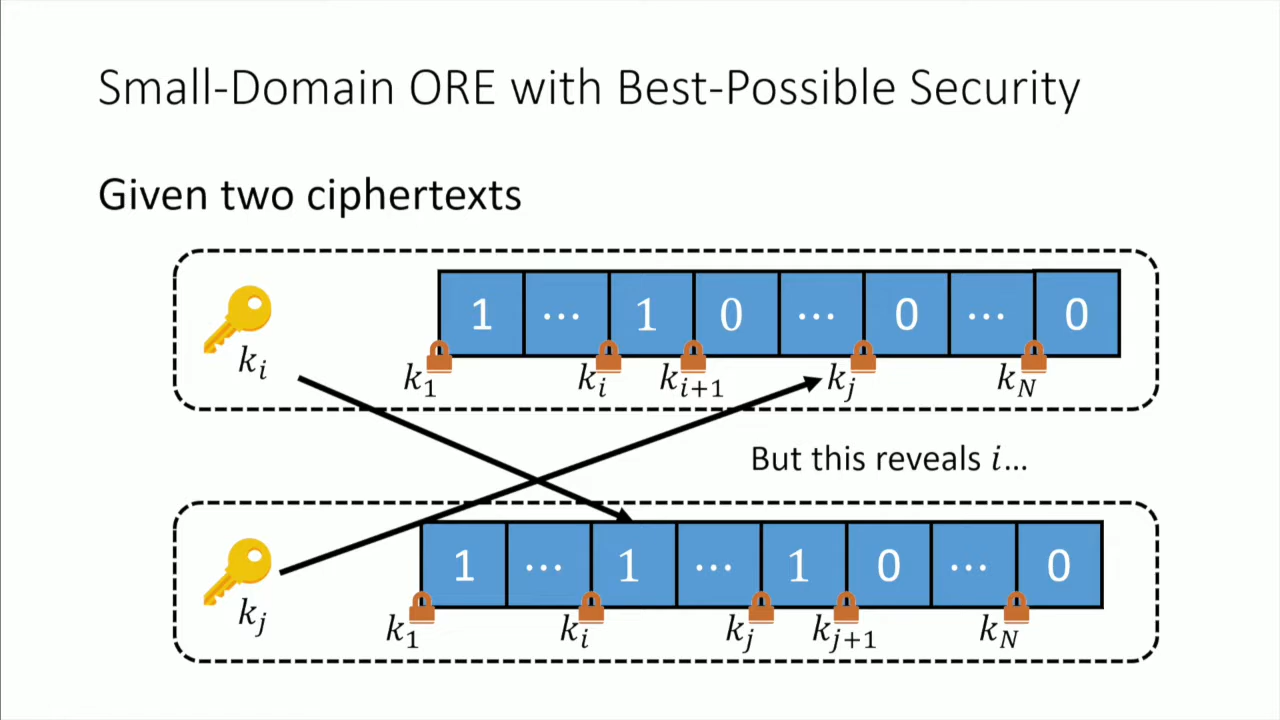 Small-Domain ORE with Best-Possible Security
Given two ciphertexts
1 ... 1 0 ... 0 ... 0
k_i
k_1 k_i k_{i+1} k_j k_N
But this reveals i...
1 ... 1 ... 1 0 ... 0
k_j
k_1 k_i k_j k_{j+1} k_N